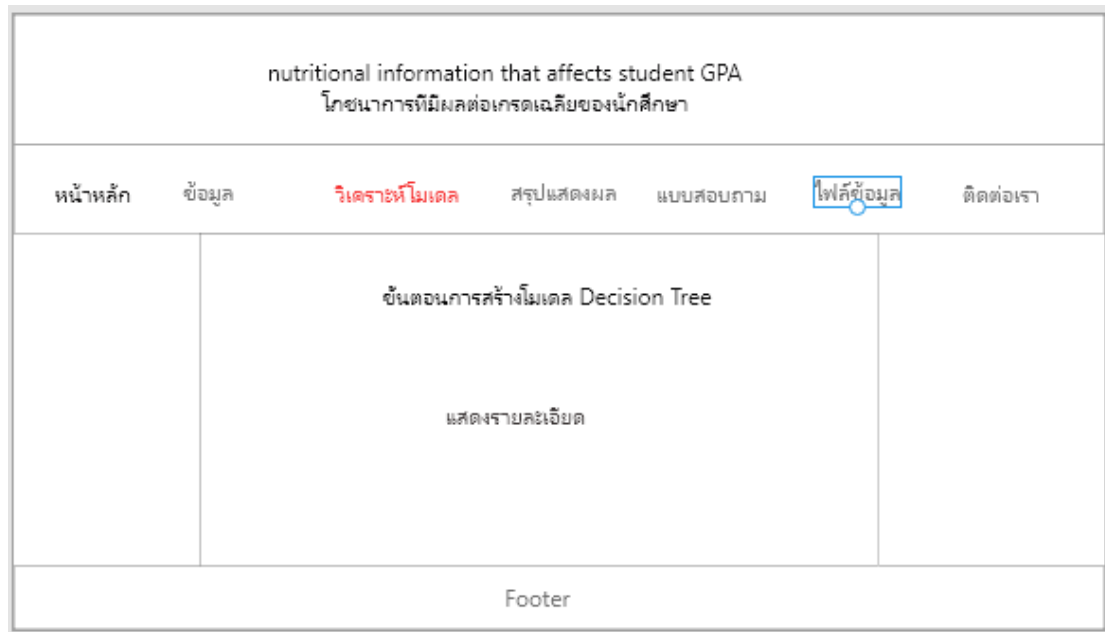 nutritional information that affects student GPA
โภชนาการที่มีผลต่อเกรดเฉลี่ยของนักศึกษา
หน้าหลัก ข้อมูล วิเคราะห์โมเดล สรุปแสดงผล แบบสอบถาม ไฟล์ข้อมูล ติดต่อเรา
ขั้นตอนการสร้างโมเดล Decision Tree
แสดงรายละเอียด
Footer